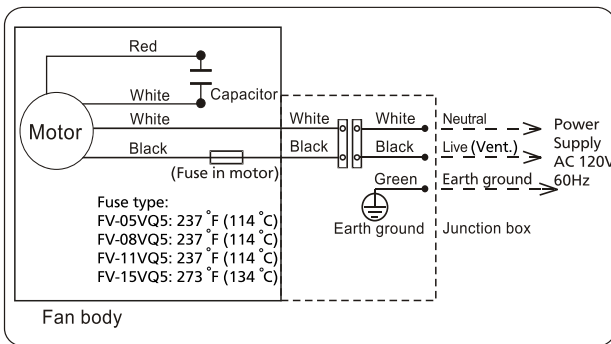 Red
White
Capacitor
White
White
White
Neutral
Motor
Black
Black
Black
Live (Vent.)
Power
Supply
AC 120V
60Hz
(Fuse in motor)
Green
Earth ground
Fuse type:
FV-05VQ5: 237 °F (114 °C)
FV-08VQ5: 237 °F (114 °C)
FV-11VQ5: 237 °F (114 °C)
FV-15VQ5: 273 °F (134 °C)
Earth ground
Junction box
Fan body